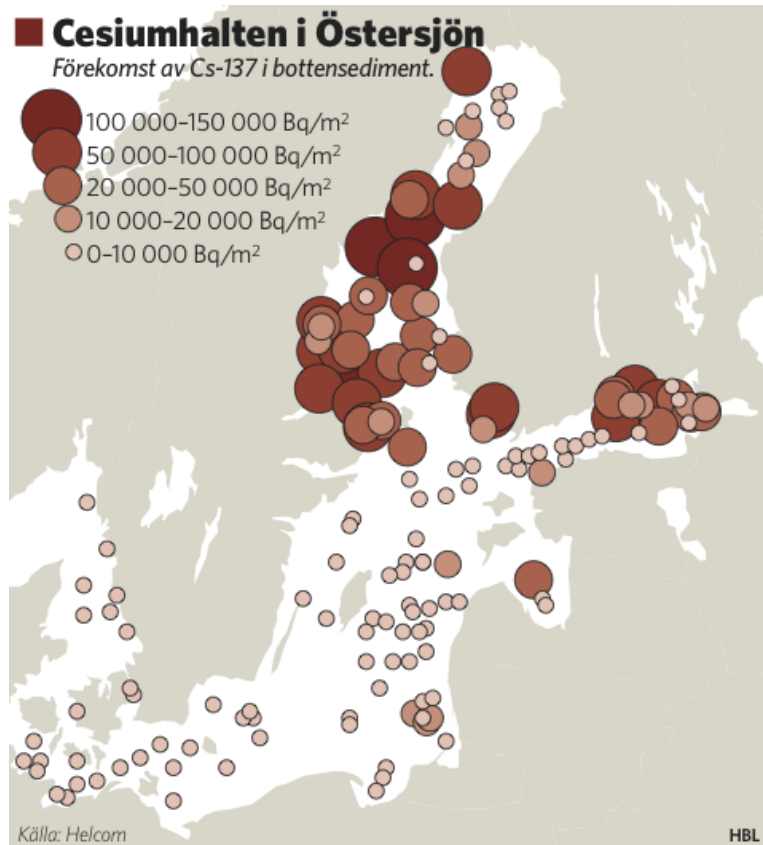 Cesiumhalten i Östersjön
Förekomst av Cs-137 i bottensediment.
100 000–150 000 Bq/m²
50 000–100 000 Bq/m²
20 000–50 000 Bq/m²
10 000–20 000 Bq/m²
0–10 000 Bq/m²
Källa: Helcom
HBL